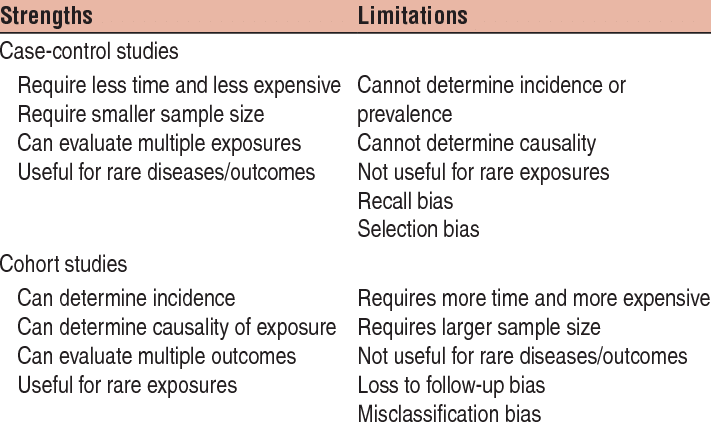 Strengths Limitations
Case-control studies
Require less time and less expensive Cannot determine incidence or
Require smaller sample size prevalence
Can evaluate multiple exposures Cannot determine causality
Useful for rare diseases/outcomes Not useful for rare exposures
Recall bias
Selection bias
Cohort studies
Can determine incidence Requires more time and more expensive
Can determine causality of exposure Requires larger sample size
Can evaluate multiple outcomes Not useful for rare diseases/outcomes
Useful for rare exposures Loss to follow-up bias
Misclassification bias